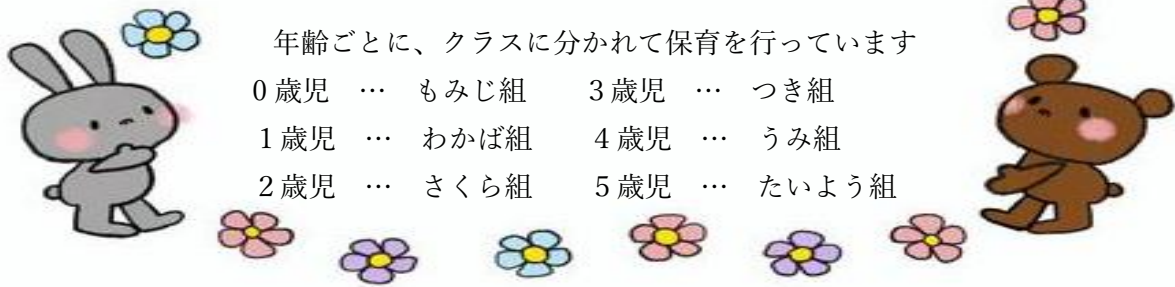 年齢ごとに、クラスに分かれて保育を行っています
0歳児 … もみじ組 3歳児 … つき組
1歳児 … わかば組 4歳児 … うみ組
2歳児 … さくら組 5歳児 … たいよう組